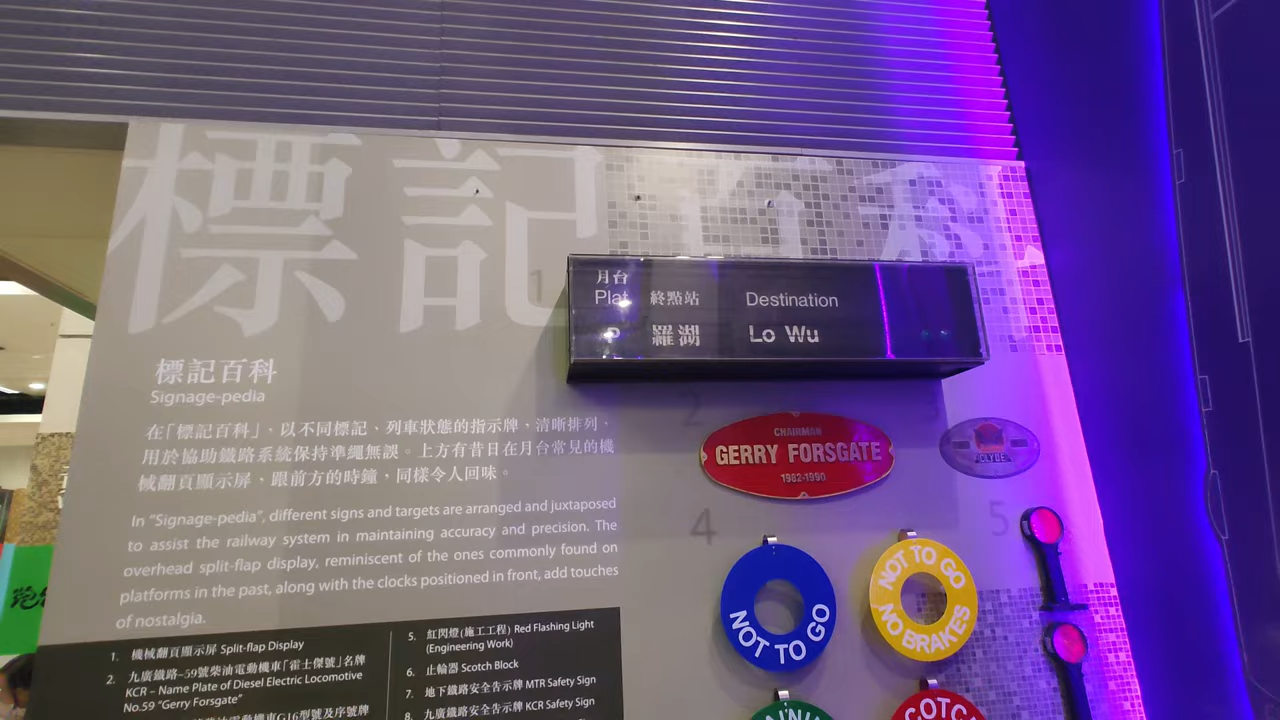 標記百科
月台
Plat 終點站 Destination
P 羅湖 Lo Wu
標記百科
Signage-pedia
在「標記百科」、以不同標記、列車狀態的指示牌，清晰排列，
用於協助鐵路系統保持準繩無誤。上方有昔日在月台常見的機
械翻頁顯示屏，跟前方的時鐘，同樣令人回味。
In “Signage-pedia”, different signs and targets are arranged and juxtaposed
to assist the railway system in maintaining accuracy and precision. The
overhead split-flap display, reminiscent of the ones commonly found on
platforms in the past, along with the clocks positioned in front, add touches
of nostalgia.
1. 機械翻頁顯示屏 Split-flap Display
2. 九廣鐵路–59號柴油電動機車「霍士傑號」名牌
KCR – Name Plate of Diesel Electric Locomotive
No.59 “Gerry Forsgate”
5. 紅閃燈(施工工程) Red Flashing Light
(Engineering Work)
6. 止輪器 Scotch Block
7. 地下鐵路安全告示牌 MTR Safety Sign
8. 九廣鐵路安全告示牌 KCR Safety Sign
1
2
3
CHAIRMAN
GERRY FORSGATE
1982-1990
CLYDE
4
5
NOT TO GO
NOT TO GO
NO BRAKES